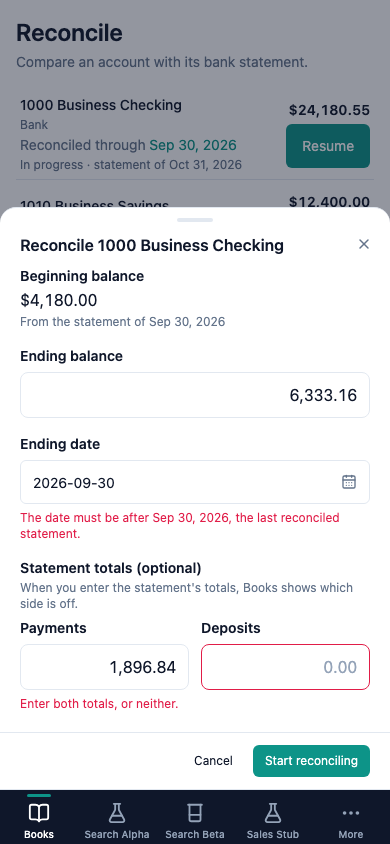 Reconcile
Compare an account with its bank statement.
1000 Business Checking
$24,180.55
Bank
Reconciled through Sep 30, 2026
Resume
In progress · statement of Oct 31, 2026
1010 Business Savings
$12,400.00
Reconcile 1000 Business Checking
Beginning balance
$4,180.00
From the statement of Sep 30, 2026
Ending balance
6,333.16
Ending date
2026-09-30
The date must be after Sep 30, 2026, the last reconciled
statement.
Statement totals (optional)
When you enter the statement's totals, Books shows which
side is off.
Payments
Deposits
1,896.84
0.00
Enter both totals, or neither.
Cancel
Start reconciling
Books
Search Alpha
Search Beta
Sales Stub
More